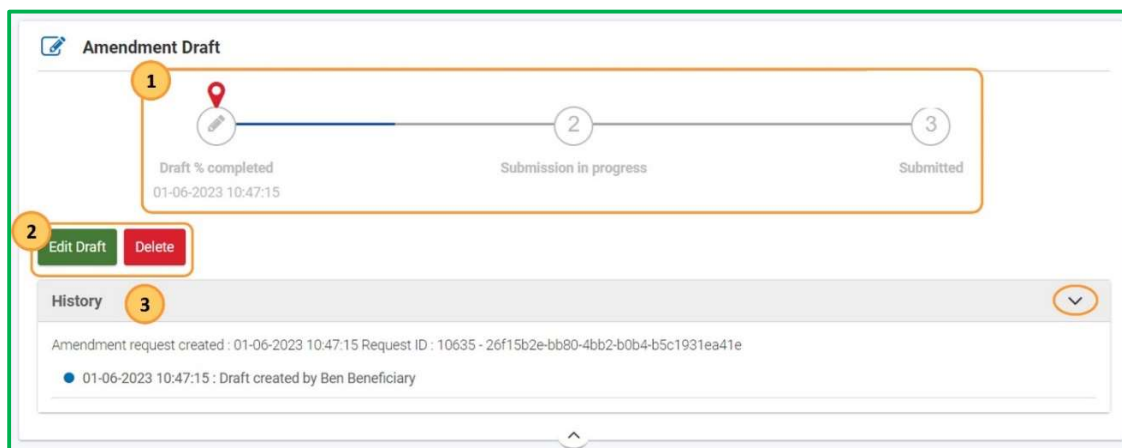 Amendment Draft
1
2
3
Draft % completed
Submission in progress
Submitted
01-06-2023 10:47:15
2
Edit Draft
Delete
History
3
Amendment request created : 01-06-2023 10:47:15 Request ID : 10635 - 26f15b2e-bb80-4bb2-b0b4-b5c1931ea41e
01-06-2023 10:47:15 : Draft created by Ben Beneficiary